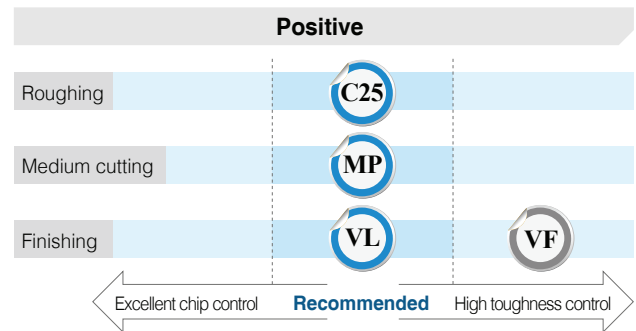 Positive
Roughing
C25
Medium cutting
MP
Finishing
VL
VF
Excellent chip control
Recommended
High toughness control